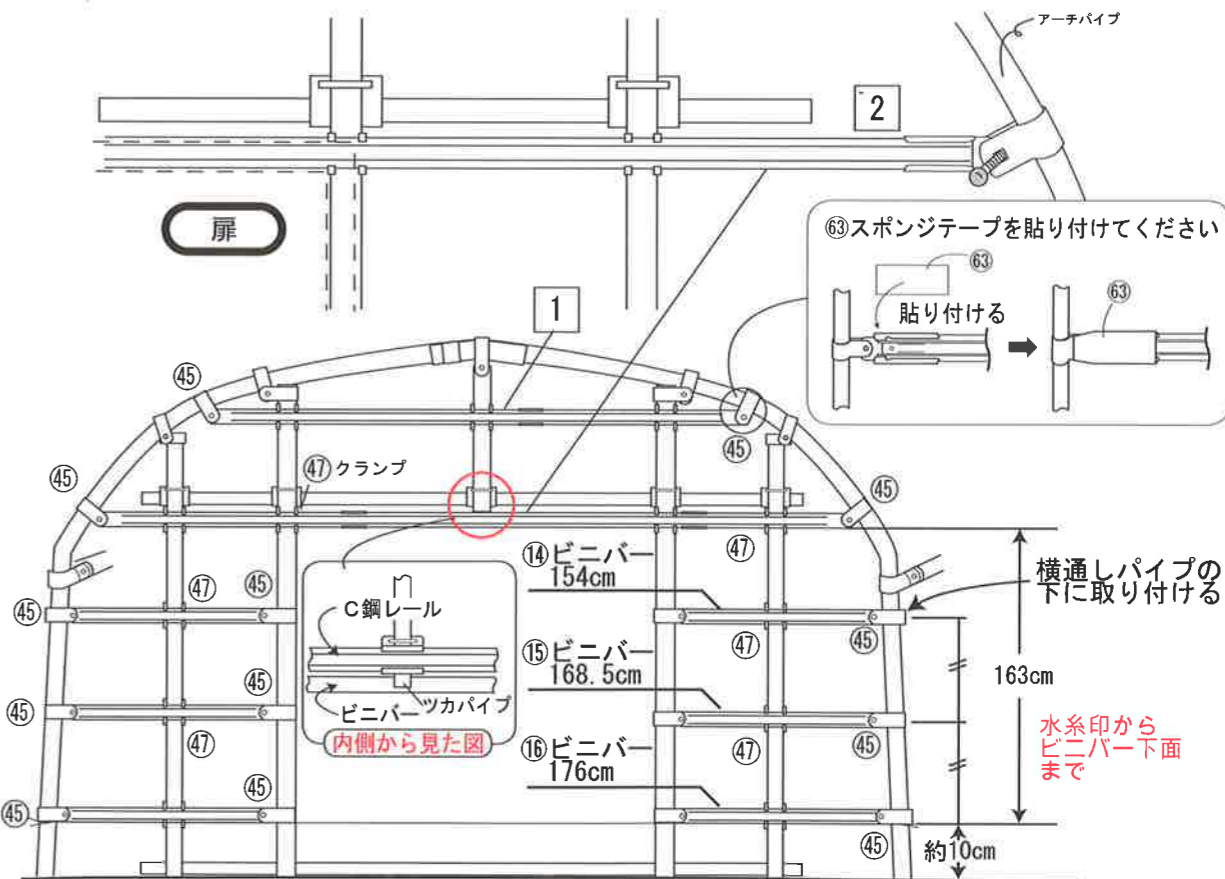 アーチパイプ
2
扉
㊿スポンジテープを貼り付けてください
㊿
貼り付ける
㊿
1
㊺
㊺
㊺
㊼クランプ
㊺
⑭ビニバー
154cm
㊼
横通しパイプの
下に取り付ける
㊼
㊺
㊺
C鋼レール
㊼
㊺
⑮ビニバー
168.5cm
163cm
㊺
㊺
ビニバー
ツカパイプ
内側から見た図
㊼
㊼
㊺
水糸印から
ビニバー下面
まで
⑯ビニバー
176cm
㊺
㊺
㊺
約10cm